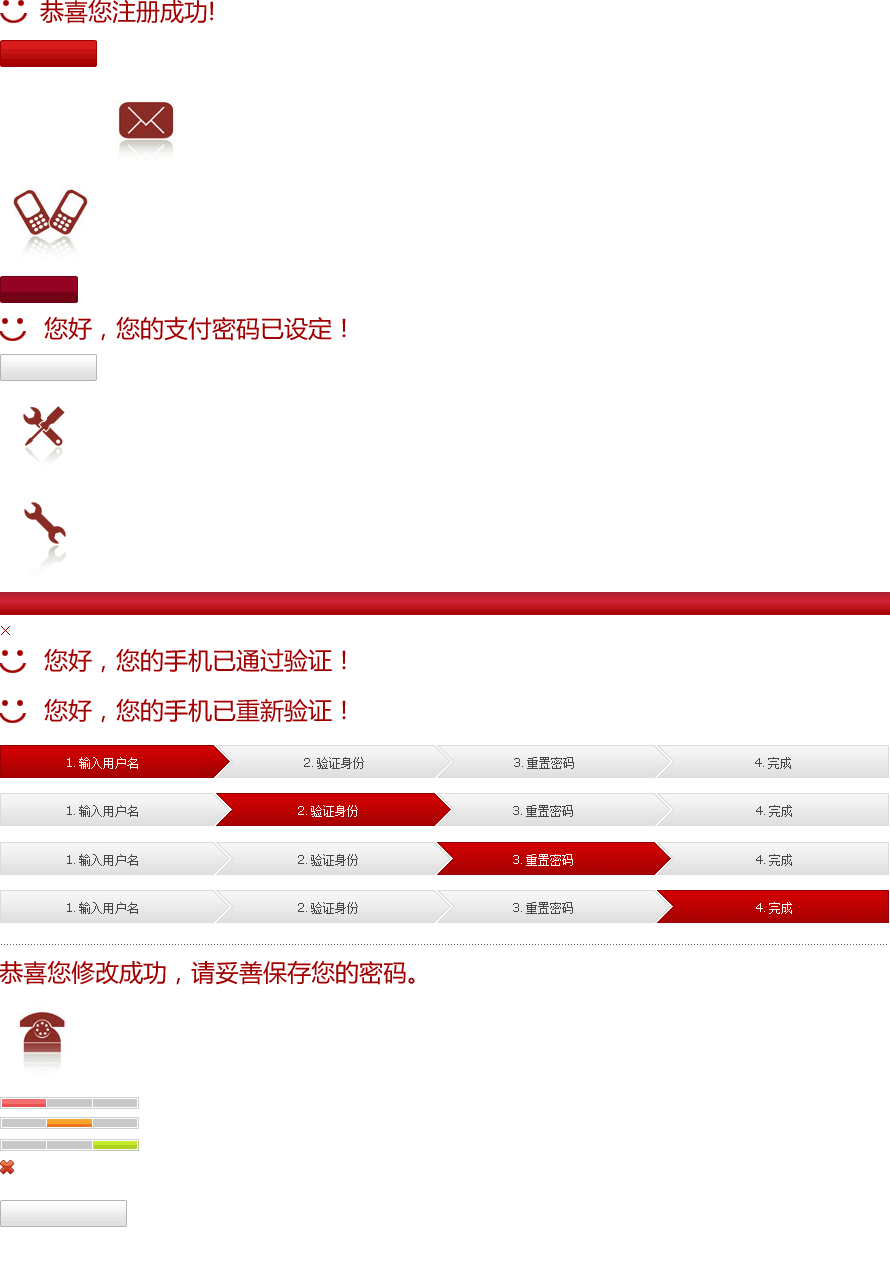 恭喜您注册成功!
您好，您的支付密码已设定！
您好，您的手机已通过验证！
您好，您的手机已重新验证！
1. 输入用户名 2. 验证身份 3. 重置密码 4. 完成
1. 输入用户名 2. 验证身份 3. 重置密码 4. 完成
1. 输入用户名 2. 验证身份 3. 重置密码 4. 完成
1. 输入用户名 2. 验证身份 3. 重置密码 4. 完成
恭喜您修改成功，请妥善保存您的密码。